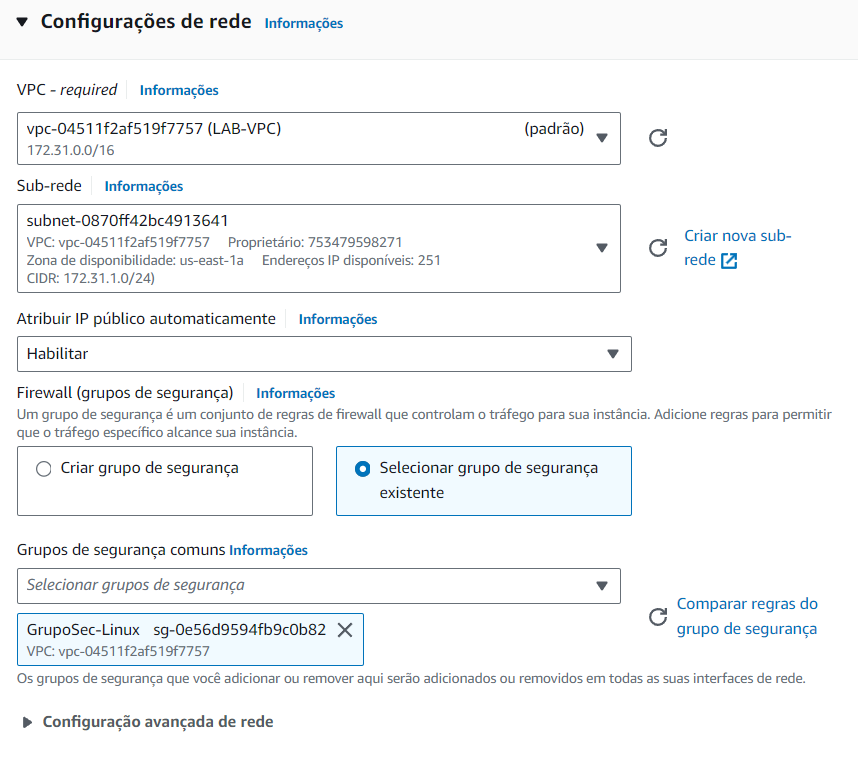 Configurações de rede Informações
VPC - required Informações
vpc-04511f2af519f7757 (LAB-VPC) (padrão)
172.31.0.0/16
Sub-rede Informações
subnet-0870ff42bc4913641
VPC: vpc-04511f2af519f7757 Proprietário: 753479598271
Zona de disponibilidade: us-east-1a Endereços IP disponíveis: 251
CIDR: 172.31.1.0/24)
Criar nova sub-
rede
Atribuir IP público automaticamente Informações
Habilitar
Firewall (grupos de segurança) Informações
Um grupo de segurança é um conjunto de regras de firewall que controlam o tráfego para sua instância. Adicione regras para permitir
que o tráfego específico alcance sua instância.
Criar grupo de segurança
Selecionar grupo de segurança
existente
Grupos de segurança comuns Informações
Selecionar grupos de segurança
GrupoSec-Linux sg-0e56d9594fb9c0b82
VPC: vpc-04511f2af519f7757
Comparar regras do
grupo de segurança
Os grupos de segurança que você adicionar ou remover aqui serão adicionados ou removidos em todas as suas interfaces de rede.
Configuração avançada de rede